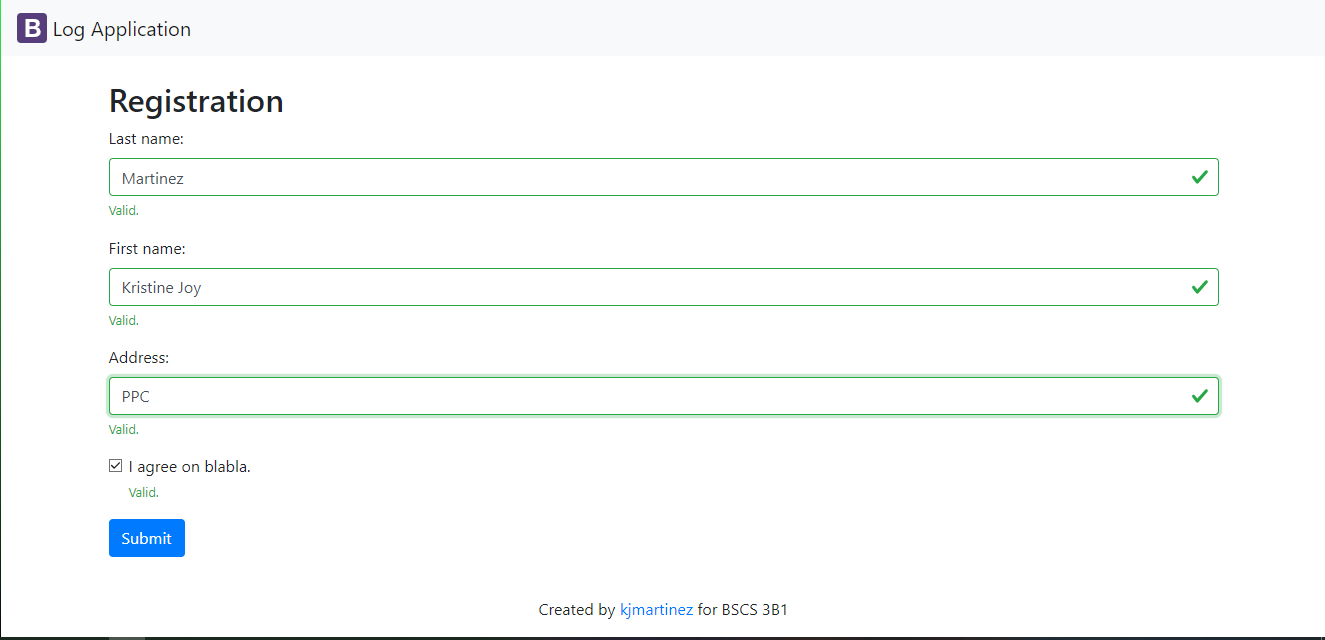 B Log Application
Registration
Last name:
Martinez
Valid.
First name:
Kristine Joy
Valid.
Address:
PPC
Valid.
I agree on blabla.
Valid.
Submit
Created by kjmartinez for BSCS 3B1